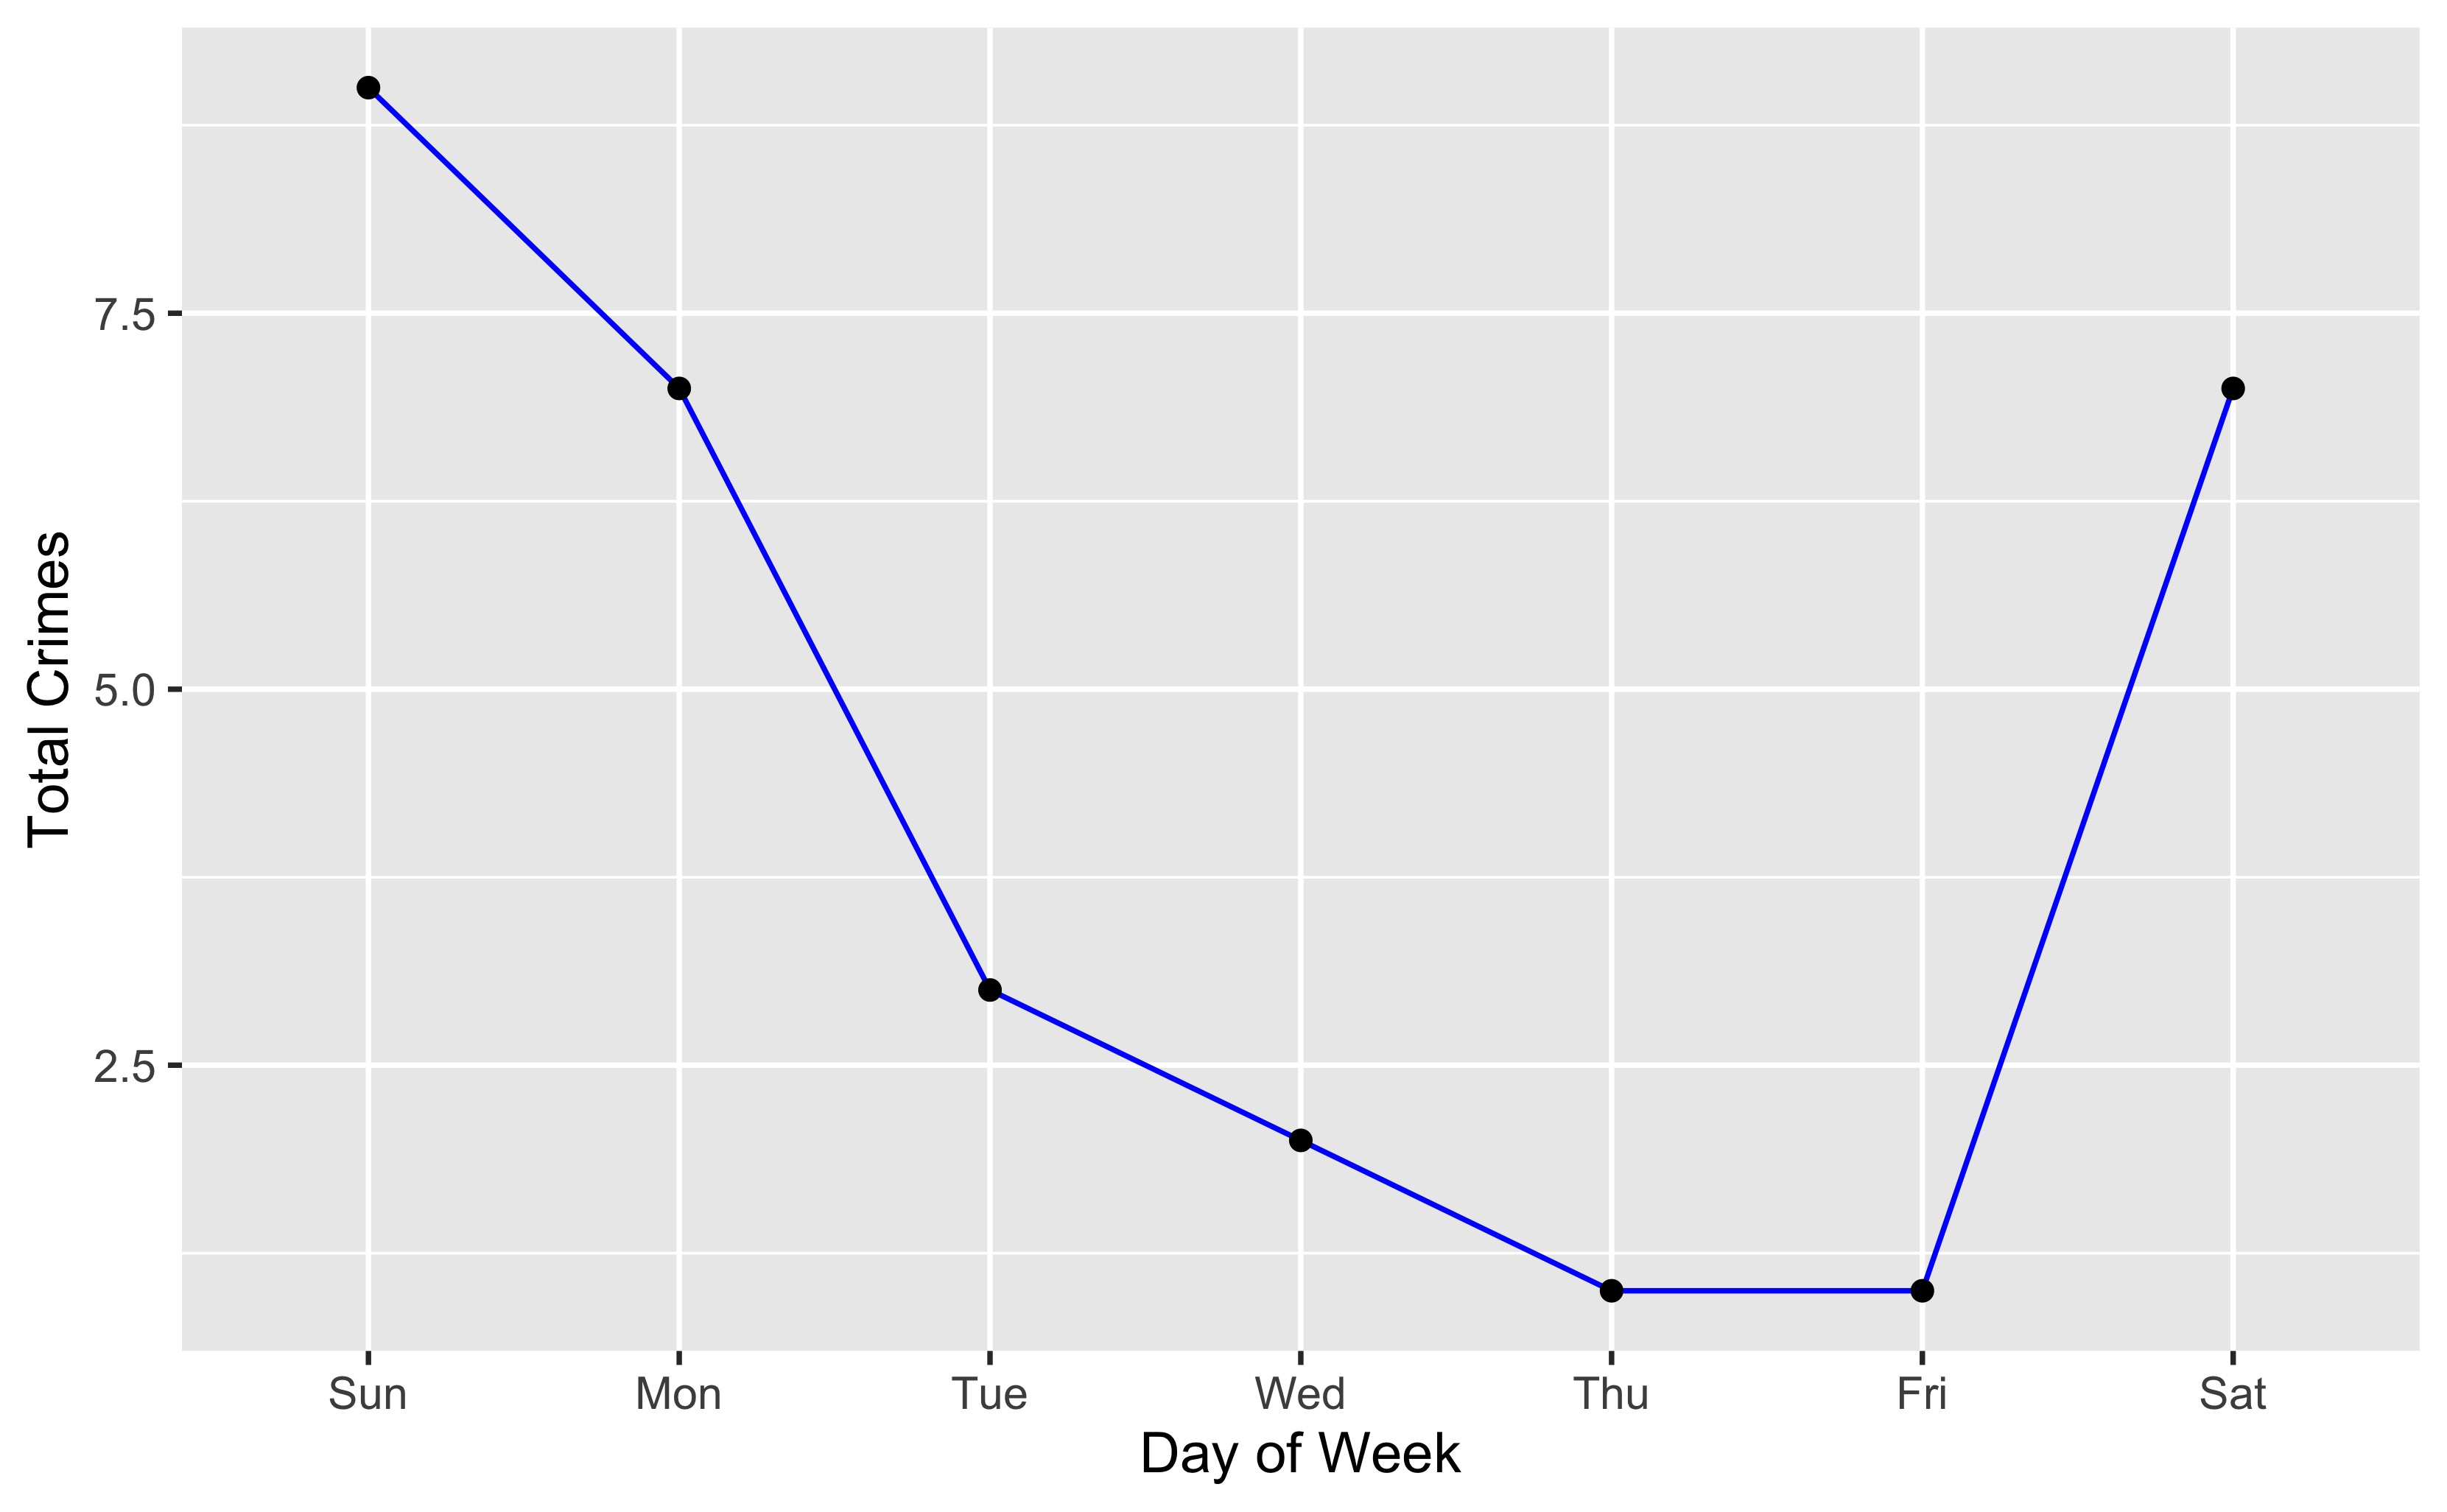 Total Crimes
7.5
5.0
2.5
Sun Mon Tue Wed Thu Fri Sat
Day of Week